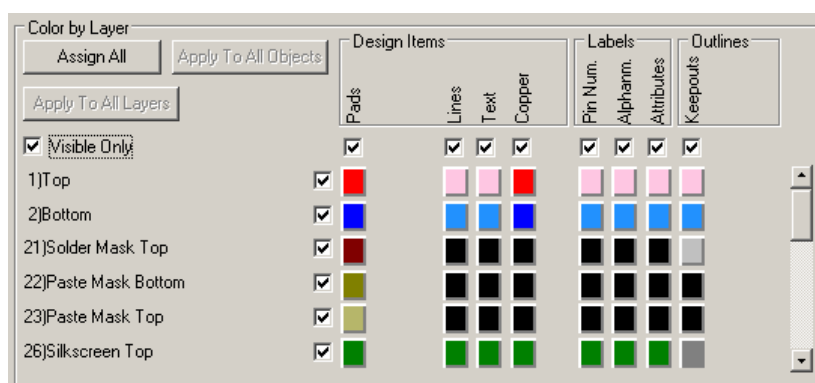 Color by Layer
Assign All
Apply To All Objects
Apply To All Layers
Design Items
Labels
Outlines
Pads
Lines
Text
Copper
Pin Num.
Alphanm.
Attributes
Keepouts
Visible Only
1)Top
2)Bottom
21)Solder Mask Top
22)Paste Mask Bottom
23)Paste Mask Top
26)Silkscreen Top